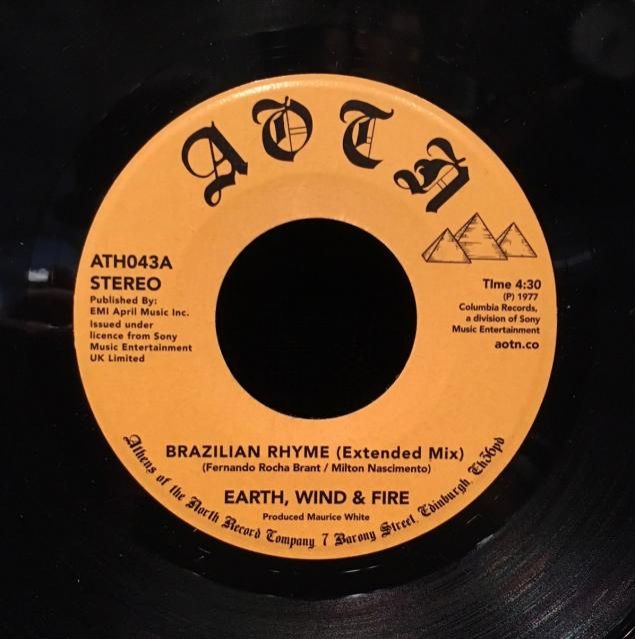 AOTN
ATH043A
STEREO
Published By:
EMI April Music Inc.
Issued under
licence from Sony
Music Entertainment
UK Limited
TIme 4:30
(P) 1977
Columbia Records,
a division of Sony
Music Entertainment
aotn.co
BRAZILIAN RHYME (Extended Mix)
(Fernando Rocha Brant / Milton Nascimento)
EARTH, WIND & FIRE
Produced Maurice White
Athens of the North Record Company, 7 Barony Street, Edinburgh,